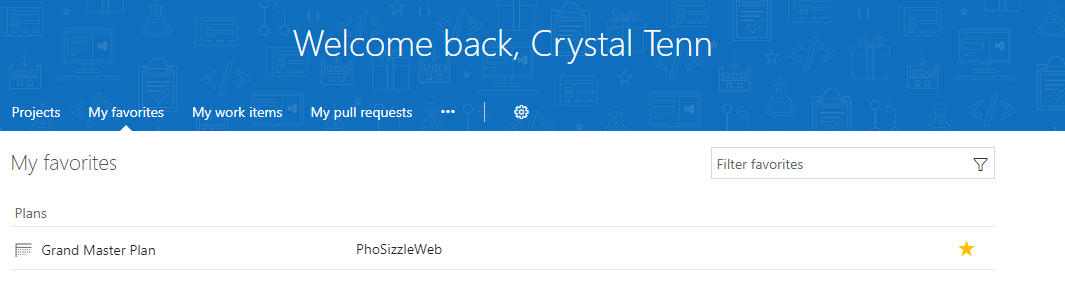 Welcome back, Crystal Tenn
Projects My favorites My work items My pull requests ...
My favorites
Filter favorites
Plans
Grand Master Plan PhoSizzleWeb